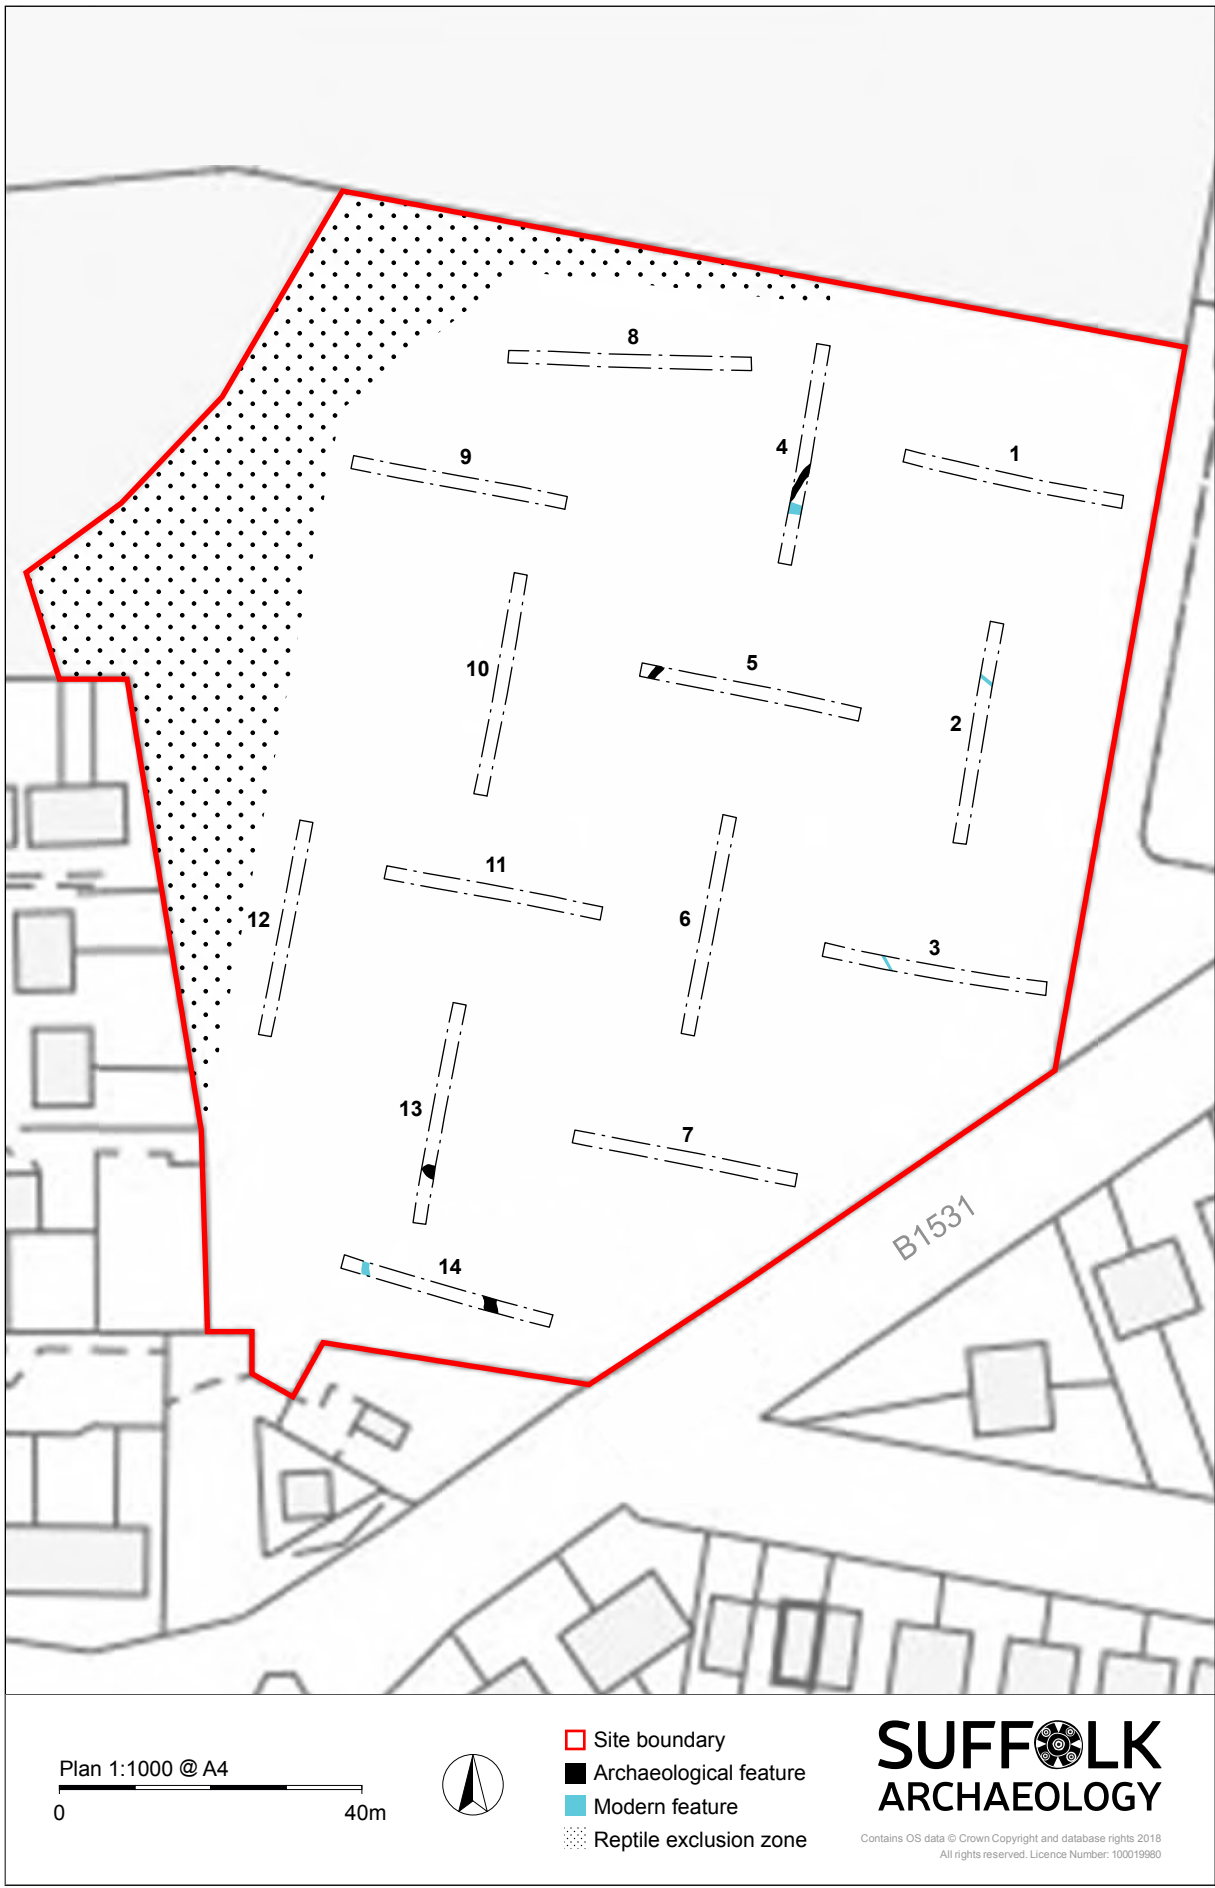 8
4
1
9
5
10
2
11
12
6
3
13
7
B1531
14
Plan 1:1000 @ A4
0 40m
Site boundary
Archaeological feature
Modern feature
Reptile exclusion zone
SUFFOLK
ARCHAEOLOGY
Contains OS data © Crown Copyright and database rights 2018
All rights reserved. Licence Number: 100019980